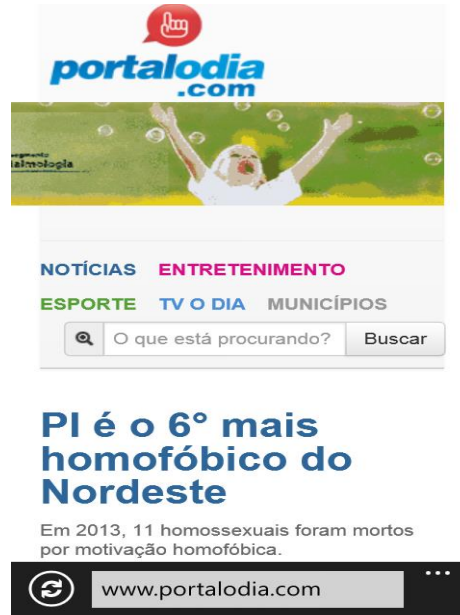 portalodia
.com
NOTÍCIAS ENTRETENIMENTO
ESPORTE TV O DIA MUNICÍPIOS
O que está procurando? Buscar
PI é o 6° mais
homofóbico do
Nordeste
Em 2013, 11 homossexuais foram mortos
por motivação homofóbica.
www.portalodia.com